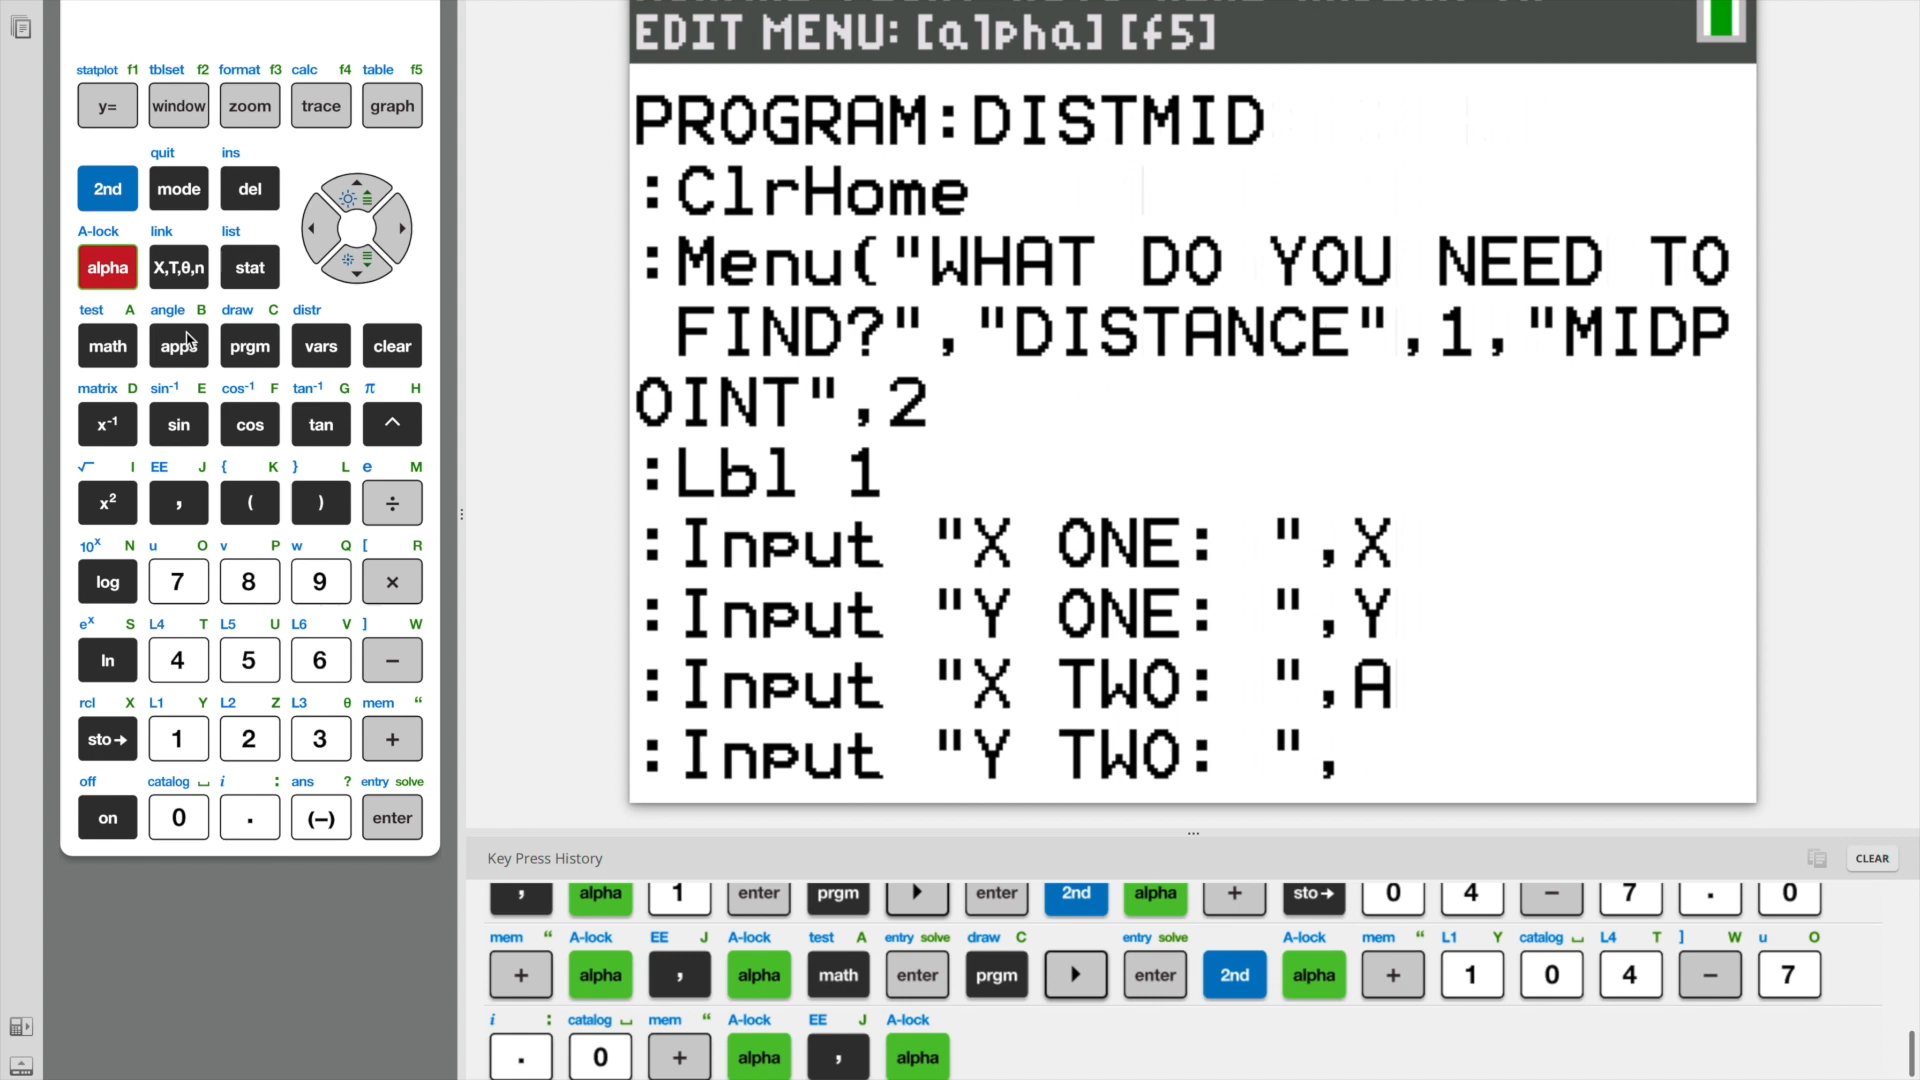 EDIT MENU: [alpha] [f5]
PROGRAM:DISTMID
:ClrHome
:Menu("WHAT DO YOU NEED TO
FIND?","DISTANCE",1,"MIDP
OINT",2
:Lbl 1
:Input "X ONE: ",X
:Input "Y ONE: ",Y
:Input "X TWO: ",A
:Input "Y TWO: ",
statplot f1 tblset f2 format f3 calc f4 table f5
y= window zoom trace graph
quit ins
2nd mode del
A-lock link list
alpha X,T,θ,n stat
test A angle B draw C distr
math apps prgm vars clear
matrix D sin⁻¹ E cos⁻¹ F tan⁻¹ G π H
x⁻¹ sin cos tan ^
√ I EE J { K } L e M
x² , ( ) ÷
10ˣ N u O v P w Q [ R
log 7 8 9 ×
eˣ S L4 T L5 U L6 V ] W
ln 4 5 6 −
rcl X L1 Y L2 Z L3 θ mem “
sto→ 1 2 3 +
off catalog ⎵ i : ans ? entry solve
on 0 . (−) enter
Key Press History
CLEAR
, alpha 1 enter prgm enter 2nd alpha + sto→ 0 4 − 7 . 0
mem “ A-lock EE J A-lock test A entry solve draw C entry solve A-lock mem “ L1 Y catalog ⎵ L4 T ] W u O
+ alpha , alpha math enter prgm enter 2nd alpha + 1 0 4 − 7
i : catalog ⎵ mem “ A-lock EE J A-lock
. 0 + alpha , alpha